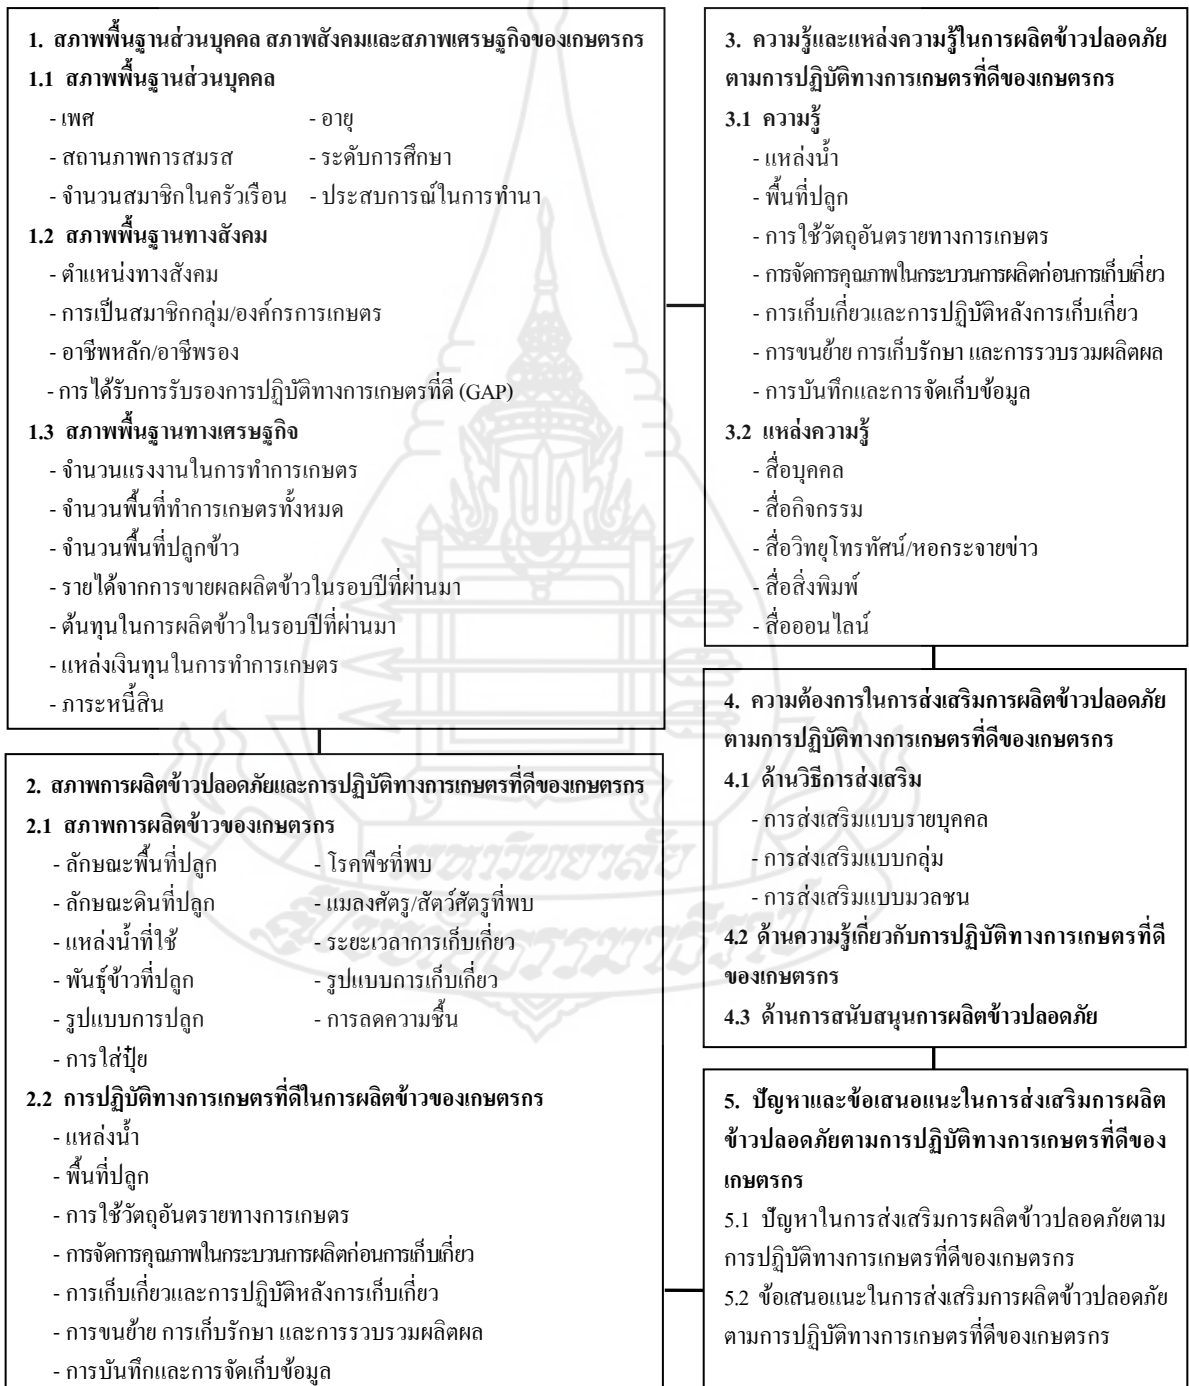 1. สภาพพื้นฐานส่วนบุคคล สภาพสังคมและสภาพเศรษฐกิจของเกษตรกร
1.1 สภาพพื้นฐานส่วนบุคคล
- เพศ - อายุ
- สถานภาพการสมรส - ระดับการศึกษา
- จำนวนสมาชิกในครัวเรือน - ประสบการณ์ในการทำนา
1.2 สภาพพื้นฐานทางสังคม
- ตำแหน่งทางสังคม
- การเป็นสมาชิกกลุ่ม/องค์กรการเกษตร
- อาชีพหลัก/อาชีพรอง
- การได้รับการรับรองการปฏิบัติทางการเกษตรที่ดี (GAP)
1.3 สภาพพื้นฐานทางเศรษฐกิจ
- จำนวนแรงงานในการทำการเกษตร
- จำนวนพื้นที่ทำการเกษตรทั้งหมด
- จำนวนพื้นที่ปลูกข้าว
- รายได้จากการขายผลผลิตข้าวในรอบปีที่ผ่านมา
- ต้นทุนในการผลิตข้าวในรอบปีที่ผ่านมา
- แหล่งเงินทุนในการทำการเกษตร
- ภาระหนี้สิน
2. สภาพการผลิตข้าวปลอดภัยและการปฏิบัติทางการเกษตรที่ดีของเกษตรกร
2.1 สภาพการผลิตข้าวของเกษตรกร
- ลักษณะพื้นที่ปลูก - โรคพืชที่พบ
- ลักษณะดินที่ปลูก - แมลงศัตรู/สัตว์ศัตรูที่พบ
- แหล่งน้ำที่ใช้ - ระยะเวลาการเก็บเกี่ยว
- พันธุ์ข้าวที่ปลูก - รูปแบบการเก็บเกี่ยว
- รูปแบบการปลูก - การลดความชื้น
- การใส่ปุ๋ย
2.2 การปฏิบัติทางการเกษตรที่ดีในการผลิตข้าวของเกษตรกร
- แหล่งน้ำ
- พื้นที่ปลูก
- การใช้วัตถุอันตรายทางการเกษตร
- การจัดการคุณภาพในกระบวนการผลิตก่อนการเก็บเกี่ยว
- การเก็บเกี่ยวและการปฏิบัติหลังการเก็บเกี่ยว
- การขนย้าย การเก็บรักษา และการรวบรวมผลิตผล
- การบันทึกและการจัดเก็บข้อมูล
3. ความรู้และแหล่งความรู้ในการผลิตข้าวปลอดภัย
ตามการปฏิบัติทางการเกษตรที่ดีของเกษตรกร
3.1 ความรู้
- แหล่งน้ำ
- พื้นที่ปลูก
- การใช้วัตถุอันตรายทางการเกษตร
- การจัดการคุณภาพในกระบวนการผลิตก่อนการเก็บเกี่ยว
- การเก็บเกี่ยวและการปฏิบัติหลังการเก็บเกี่ยว
- การขนย้าย การเก็บรักษา และการรวบรวมผลิตผล
- การบันทึกและการจัดเก็บข้อมูล
3.2 แหล่งความรู้
- สื่อบุคคล
- สื่อกิจกรรม
- สื่อวิทยุโทรทัศน์/หอกระจายข่าว
- สื่อสิ่งพิมพ์
- สื่อออนไลน์
4. ความต้องการในการส่งเสริมการผลิตข้าวปลอดภัย
ตามการปฏิบัติทางการเกษตรที่ดีของเกษตรกร
4.1 ด้านวิธีการส่งเสริม
- การส่งเสริมแบบรายบุคคล
- การส่งเสริมแบบกลุ่ม
- การส่งเสริมแบบมวลชน
4.2 ด้านความรู้เกี่ยวกับการปฏิบัติทางการเกษตรที่ดี
ของเกษตรกร
4.3 ด้านการสนับสนุนการผลิตข้าวปลอดภัย
5. ปัญหาและข้อเสนอแนะในการส่งเสริมการผลิต
ข้าวปลอดภัยตามการปฏิบัติทางการเกษตรที่ดีของ
เกษตรกร
5.1 ปัญหาในการส่งเสริมการผลิตข้าวปลอดภัยตาม
การปฏิบัติทางการเกษตรที่ดีของเกษตรกร
5.2 ข้อเสนอแนะในการส่งเสริมการผลิตข้าวปลอดภัย
ตามการปฏิบัติทางการเกษตรที่ดีของเกษตรกร
มหาวิทยาลัย
สุโขทัยธรรมาธิราช